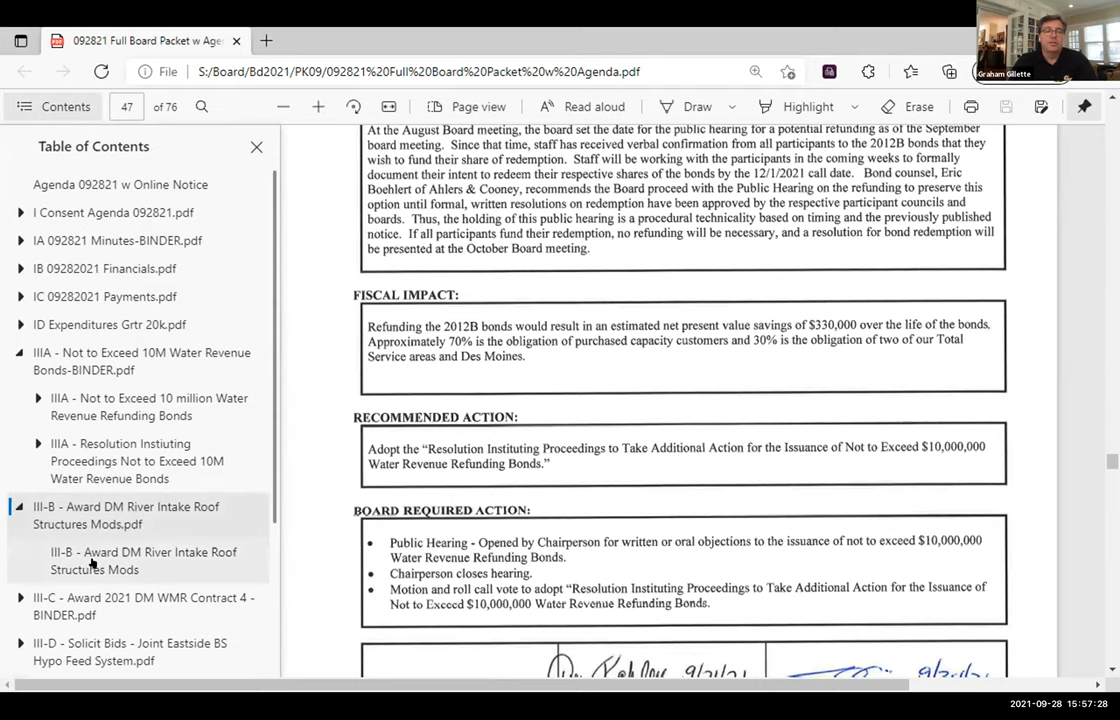 092821 Full Board Packet w Age
File
S:/Board/Bd2021/PK09/092821%20Full%20Board%20Packet%20w%20Agenda.pdf
Graham Gillette
Contents
47 of 76
Page view
Read aloud
Draw
Highlight
Erase
Table of Contents
Agenda 092821 w Online Notice
I Consent Agenda 092821.pdf
IA 092821 Minutes-BINDER.pdf
IB 09282021 Financials.pdf
IC 09282021 Payments.pdf
ID Expenditures Grtr 20k.pdf
IIIA - Not to Exceed 10M Water Revenue
Bonds-BINDER.pdf
IIIA - Not to Exceed 10 million Water
Revenue Refunding Bonds
IIIA - Resolution Instiuting
Proceedings Not to Exceed 10M
Water Revenue Bonds
III-B - Award DM River Intake Roof
Structures Mods.pdf
III-B - Award DM River Intake Roof
Structures Mods
III-C - Award 2021 DM WMR Contract 4 -
BINDER.pdf
III-D - Solicit Bids - Joint Eastside BS
Hypo Feed System.pdf
At the August Board meeting, the board set the date for the public hearing for a potential refunding as of the September
board meeting. Since that time, staff has received verbal confirmation from all participants to the 2012B bonds that they
wish to fund their share of redemption. Staff will be working with the participants in the coming weeks to formally
document their intent to redeem their respective shares of the bonds by the 12/1/2021 call date. Bond counsel, Eric
Boehlert of Ahlers & Cooney, recommends the Board proceed with the Public Hearing on the refunding to preserve this
option until formal, written resolutions on redemption have been approved by the respective participant councils and
boards. Thus, the holding of this public hearing is a procedural technicality based on timing and the previously published
notice. If all participants fund their redemption, no refunding will be necessary, and a resolution for bond redemption will
be presented at the October Board meeting.
FISCAL IMPACT:
Refunding the 2012B bonds would result in an estimated net present value savings of $330,000 over the life of the bonds.
Approximately 70% is the obligation of purchased capacity customers and 30% is the obligation of two of our Total
Service areas and Des Moines.
RECOMMENDED ACTION:
Adopt the “Resolution Instituting Proceedings to Take Additional Action for the Issuance of Not to Exceed $10,000,000
Water Revenue Refunding Bonds.”
BOARD REQUIRED ACTION:
• Public Hearing - Opened by Chairperson for written or oral objections to the issuance of not to exceed $10,000,000
Water Revenue Refunding Bonds.
• Chairperson closes hearing.
• Motion and roll call vote to adopt “Resolution Instituting Proceedings to Take Additional Action for the Issuance of
Not to Exceed $10,000,000 Water Revenue Refunding Bonds.
2021-09-28 15:57:28